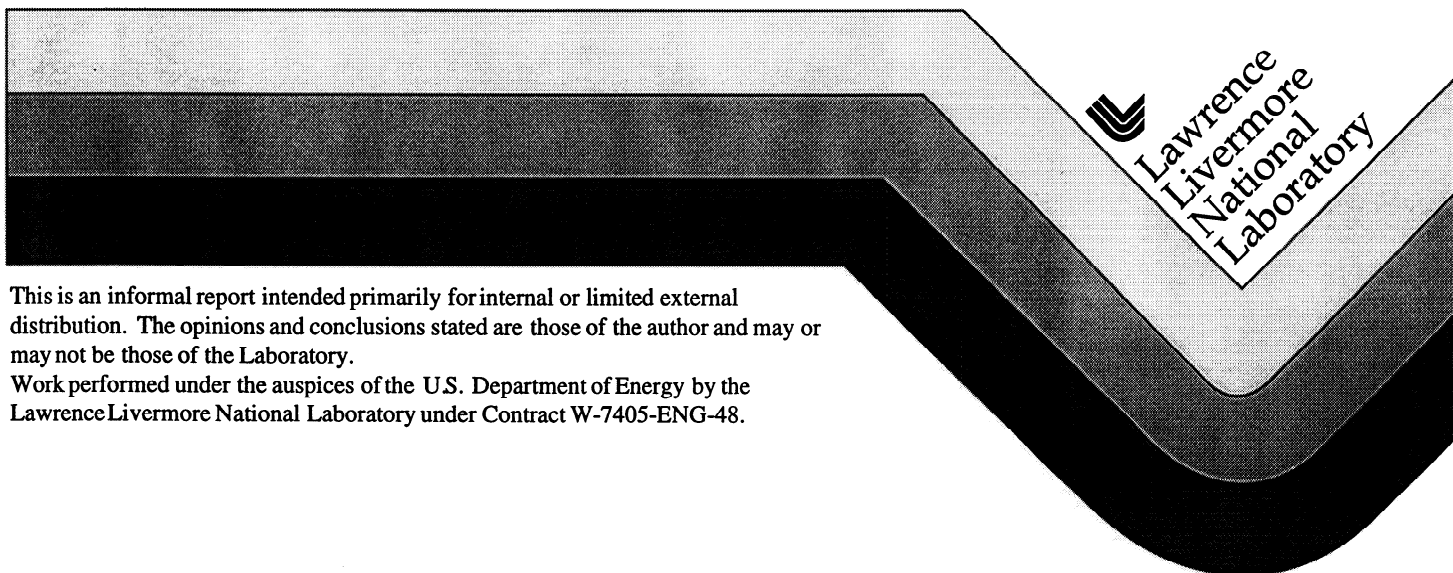 Lawrence
Livermore
National
Laboratory
This is an informal report intended primarily for internal or limited external
distribution. The opinions and conclusions stated are those of the author and may or
may not be those of the Laboratory.
Work performed under the auspices of the U.S. Department of Energy by the
Lawrence Livermore National Laboratory under Contract W-7405-ENG-48.